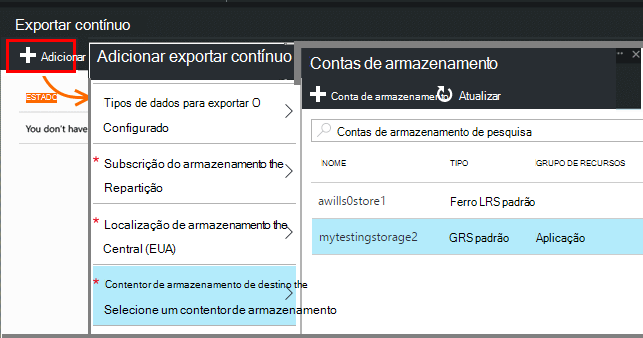 Exportar contínuo
Adicionar
ESTADO
You don't have
Adicionar exportar contínuo
Tipos de dados para exportar O
Configurado
* Subscrição do armazenamento the
Repartição
* Localização de armazenamento the
Central (EUA)
* Contentor de armazenamento de destino the
Selecione um contentor de armazenamento
Contas de armazenamento
Conta de armazenamento
Atualizar
Contas de armazenamento de pesquisa
NOME TIPO GRUPO DE RECURSOS
awills0store1 Ferro LRS padrão
mytestingstorage2 GRS padrão Aplicação